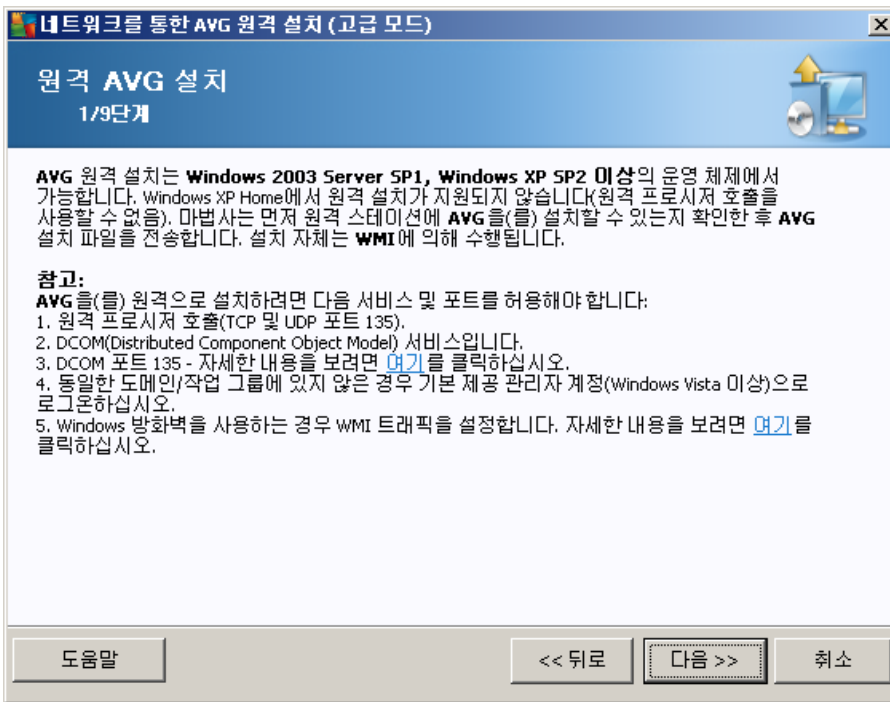 네트워크를 통한 AVG 원격 설치 (고급 모드)
원격 AVG 설치
1/9단계
AVG 원격 설치는 Windows 2003 Server SP1, Windows XP SP2 이상의 운영 체제에서
가능합니다. Windows XP Home에서 원격 설치가 지원되지 않습니다(원격 프로시저 호출을
사용할 수 없음). 마법사는 먼저 원격 스테이션에 AVG을(를) 설치할 수 있는지 확인한 후 AVG
설치 파일을 전송합니다. 설치 자체는 WMI에 의해 수행됩니다.
참고:
AVG을(를) 원격으로 설치하려면 다음 서비스 및 포트를 허용해야 합니다:
1. 원격 프로시저 호출(TCP 및 UDP 포트 135).
2. DCOM(Distributed Component Object Model) 서비스입니다.
3. DCOM 포트 135 - 자세한 내용을 보려면 여기를 클릭하십시오.
4. 동일한 도메인/작업 그룹에 있지 않은 경우 기본 제공 관리자 계정(Windows Vista 이상)으로
로그온하십시오.
5. Windows 방화벽을 사용하는 경우 WMI 트래픽을 설정합니다. 자세한 내용을 보려면 여기를
클릭하십시오.
도움말
<< 뒤로
다음 >>
취소